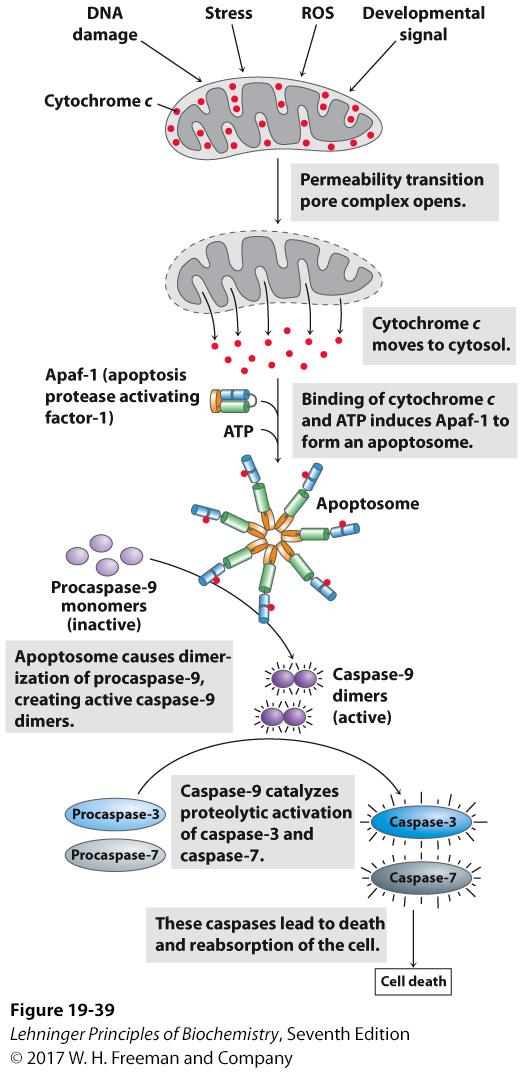 DNA
damage
Stress
ROS
Developmental
signal
Cytochrome c
Permeability transition
pore complex opens.
Cytochrome c
moves to cytosol.
Apaf-1 (apoptosis
protease activating
factor-1)
ATP
Binding of cytochrome c
and ATP induces Apaf-1 to
form an apoptosome.
Apoptosome
Procaspase-9
monomers
(inactive)
Apoptosome causes dimer-
ization of procaspase-9,
creating active caspase-9
dimers.
Caspase-9
dimers
(active)
Procaspase-3
Procaspase-7
Caspase-9 catalyzes
proteolytic activation
of caspase-3 and
caspase-7.
Caspase-3
Caspase-7
These caspases lead to death
and reabsorption of the cell.
Cell death
Figure 19-39
Lehninger Principles of Biochemistry, Seventh Edition
© 2017 W. H. Freeman and Company